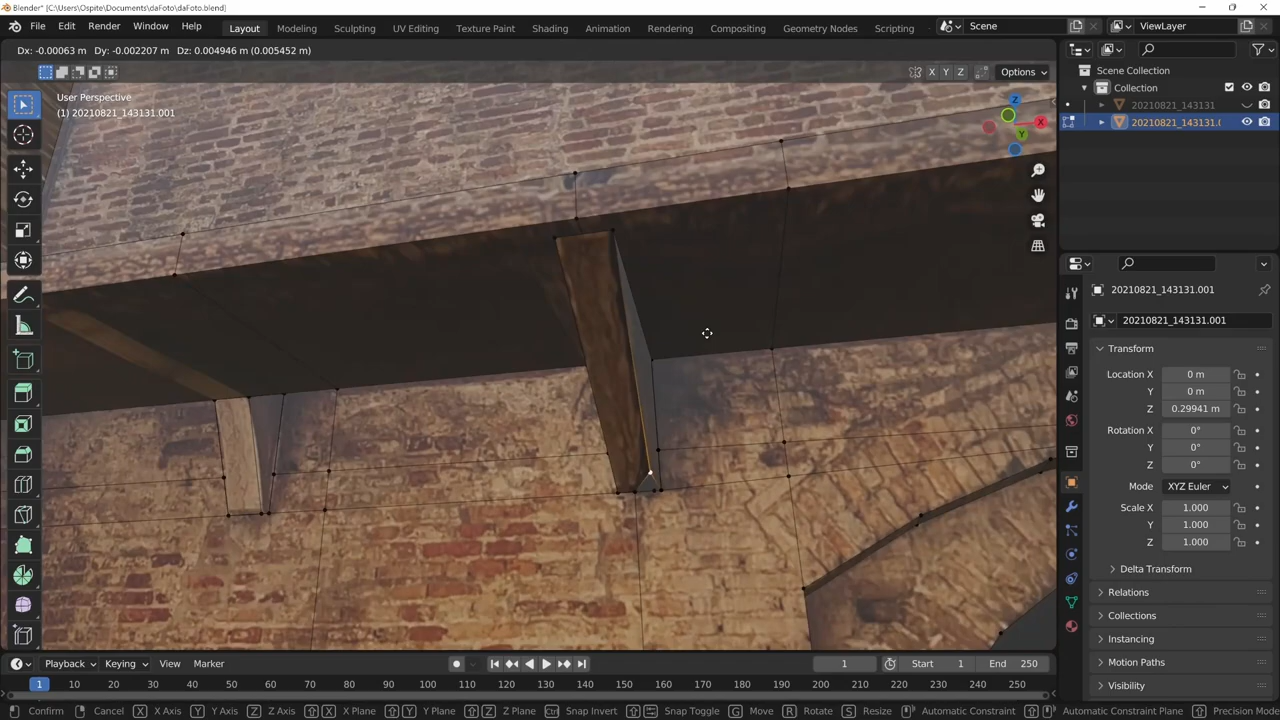 Blender* [C:\Users\Ospite\Documents\daFoto\daFoto.blend]
File Edit Render Window Help Layout Modeling Sculpting UV Editing Texture Paint Shading Animation Rendering Compositing Geometry Nodes Scripting Scene ViewLayer
Dx: -0.00063 m Dy: -0.002207 m Dz: 0.004946 m (0.005452 m)
X Y Z Options
User Perspective
(1) 20210821_143131.001
Z
X
Y
Scene Collection
Collection
20210821_143131
20210821_143131.0
20210821_143131.001
20210821_143131.001
Transform
Location X 0 m
Y 0 m
Z 0.29941 m
Rotation X 0°
Y 0°
Z 0°
Mode XYZ Euler
Scale X 1.000
Y 1.000
Z 1.000
Delta Transform
Relations
Collections
Instancing
Motion Paths
Visibility
Playback Keying View Marker 1 Start 1 End 250
1 10 20 30 40 50 60 70 80 90 100 110 120 130 140 150 160 170 180 190 200 210 220 230 240 250
Confirm Cancel X X Axis Y Y Axis Z Z Axis X X Plane Y Y Plane Z Z Plane Ctrl Snap Invert Snap Toggle G Move R Rotate S Resize Automatic Constraint Automatic Constraint Plane Precision Mode